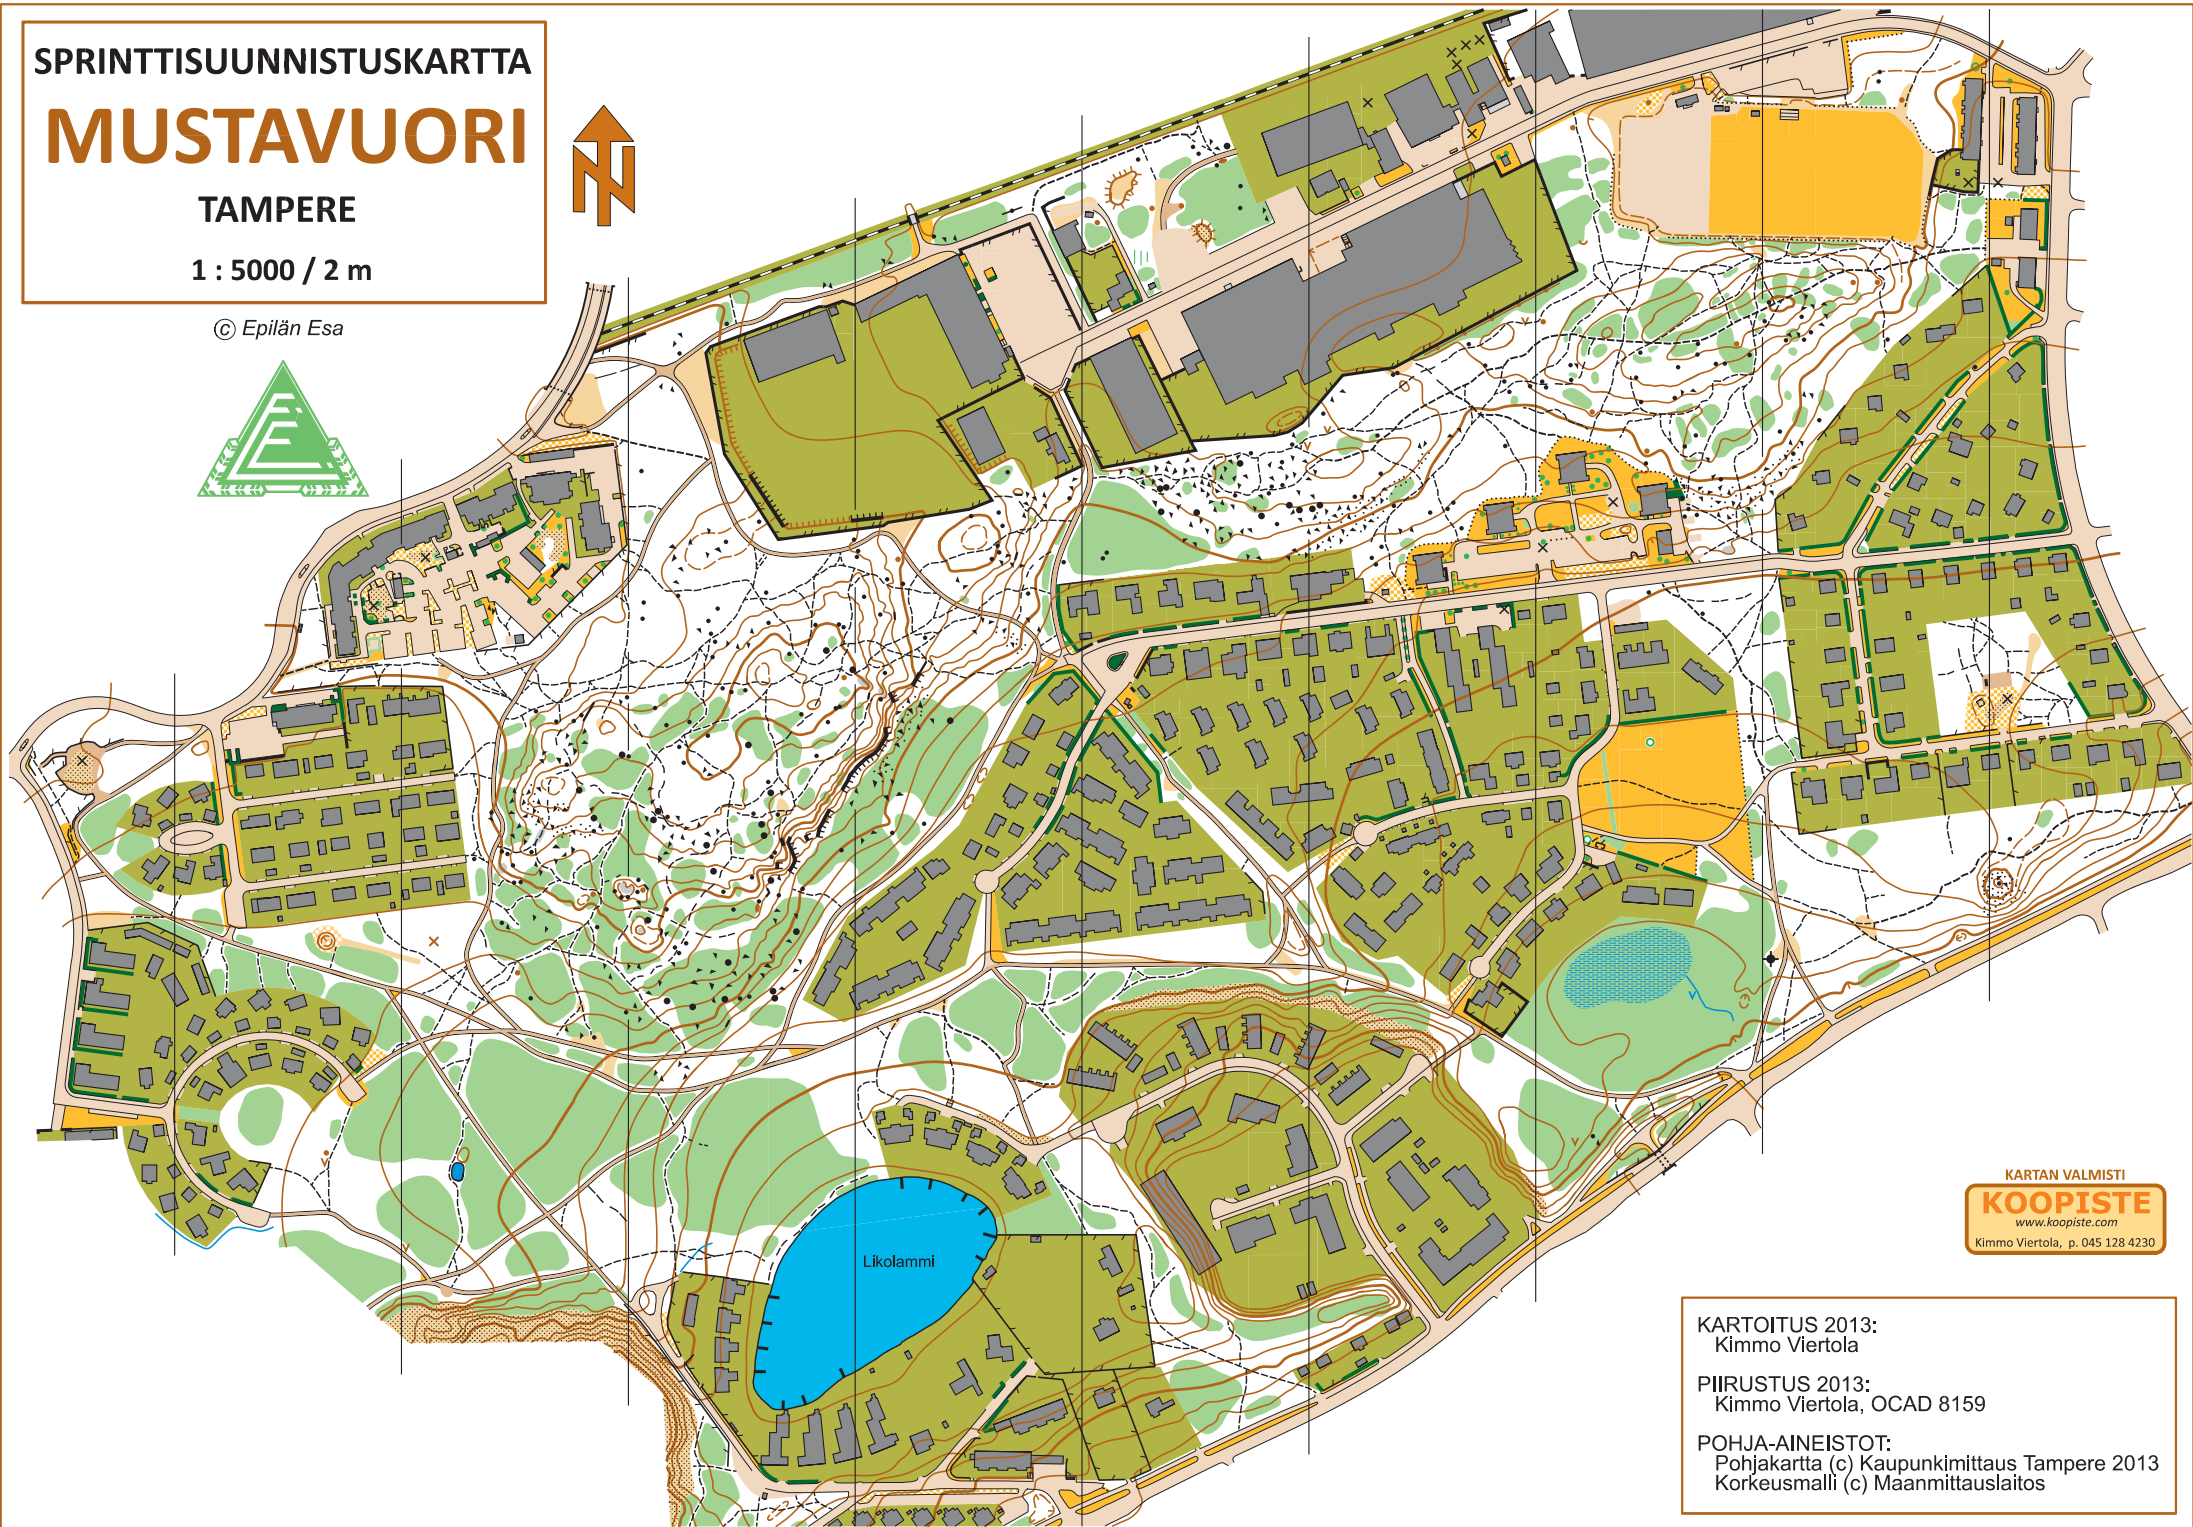 SPRINTTISUUNNISTUSKARTTA
MUSTAVUORI
TAMPERE
1 : 5000 / 2 m
© Epilän Esa
N
Likolammi
KARTAN VALMISTI
KOOPISTE
www.koopiste.com
Kimmo Viertola, p. 045 128 4230
KARTOITUS 2013:
Kimmo Viertola
PIIRUSTUS 2013:
Kimmo Viertola, OCAD 8159
POHJA-AINEISTOT:
Pohjakartta (c) Kaupunkimittaus Tampere 2013
Korkeusmalli (c) Maanmittauslaitos